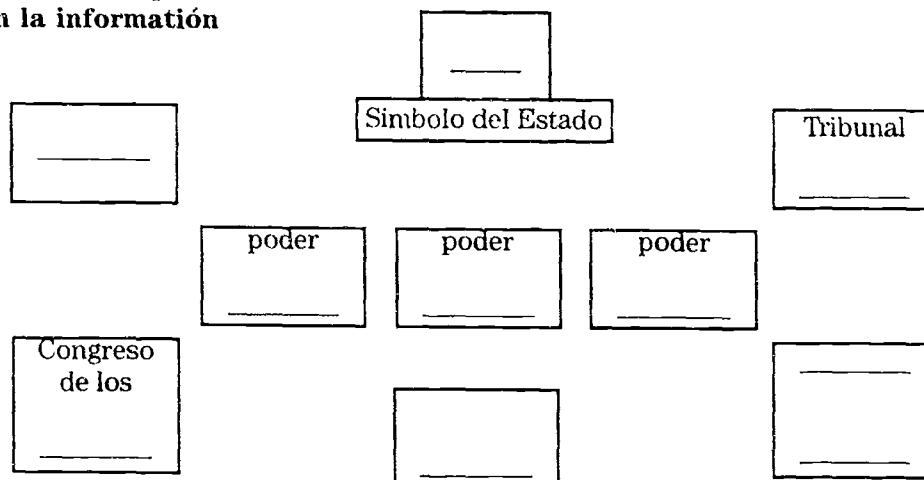 la informatión
Simbolo del Estado
Tribunal
poder
poder
poder
Congreso
de los